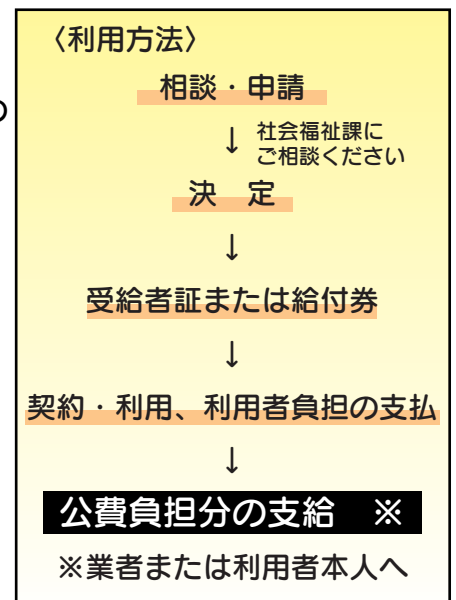 〈利用方法〉
相談・申請
↓ 社会福祉課に
ご相談ください
決　定
↓
受給者証または給付券
↓
契約・利用、利用者負担の支払
↓
公費負担分の支給　※
※業者または利用者本人へ